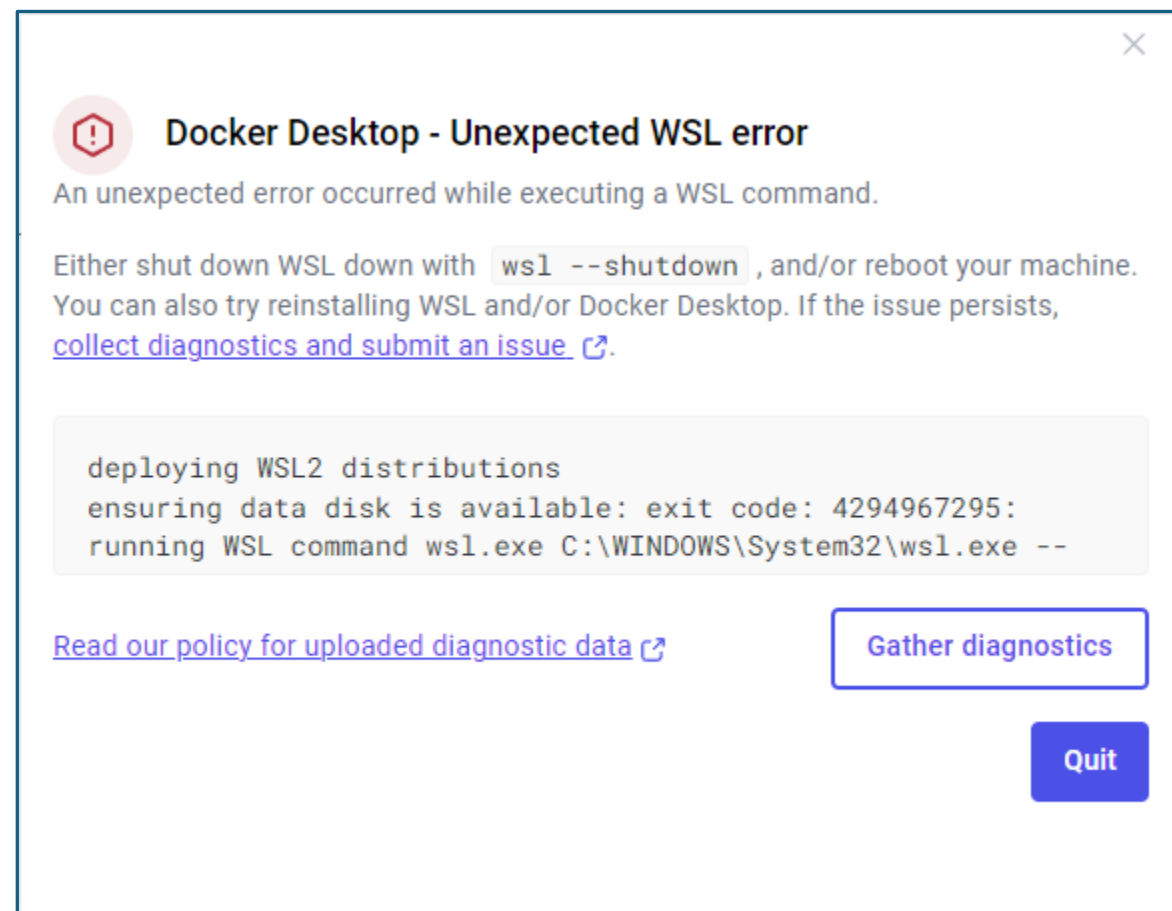 Docker Desktop - Unexpected WSL error
An unexpected error occurred while executing a WSL command.
Either shut down WSL down with wsl --shutdown , and/or reboot your machine.
You can also try reinstalling WSL and/or Docker Desktop. If the issue persists,
collect diagnostics and submit an issue .
deploying WSL2 distributions
ensuring data disk is available: exit code: 4294967295:
running WSL command wsl.exe C:\WINDOWS\System32\wsl.exe --
Read our policy for uploaded diagnostic data
Gather diagnostics
Quit